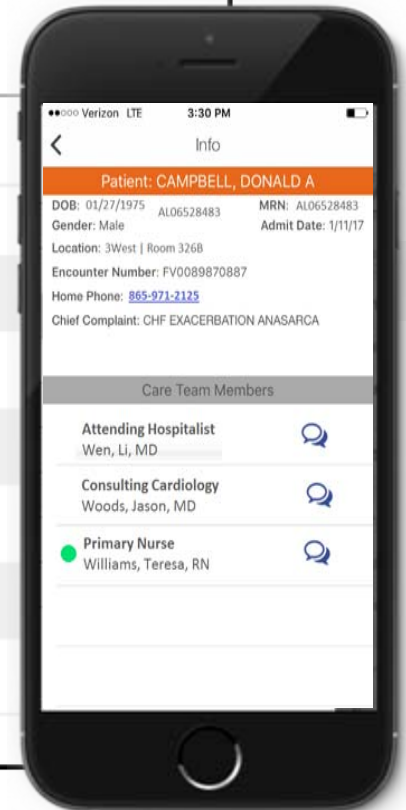 Verizon LTE 3:30 PM
Info
Patient: CAMPBELL, DONALD A
DOB: 01/27/1975 AL06528483 MRN: AL06528483
Gender: Male Admit Date: 1/11/17
Location: 3West | Room 326B
Encounter Number: FV0089870887
Home Phone: 865-971-2125
Chief Complaint: CHF EXACERBATION ANASARCA
Care Team Members
Attending Hospitalist
Wen, Li, MD
Consulting Cardiology
Woods, Jason, MD
Primary Nurse
Williams, Teresa, RN